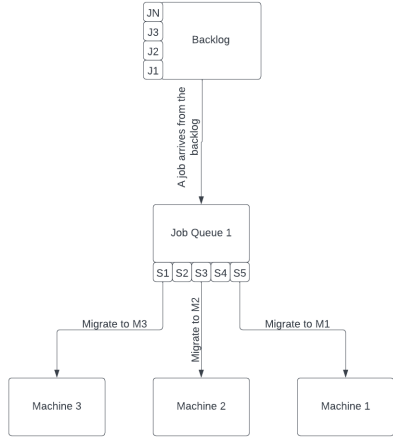 JN
J3
J2
J1
Backlog
A job arrives from the
backlog
Job Queue 1
S1 S2 S3 S4 S5
Migrate to M3
Migrate to M2
Migrate to M1
Machine 3
Machine 2
Machine 1